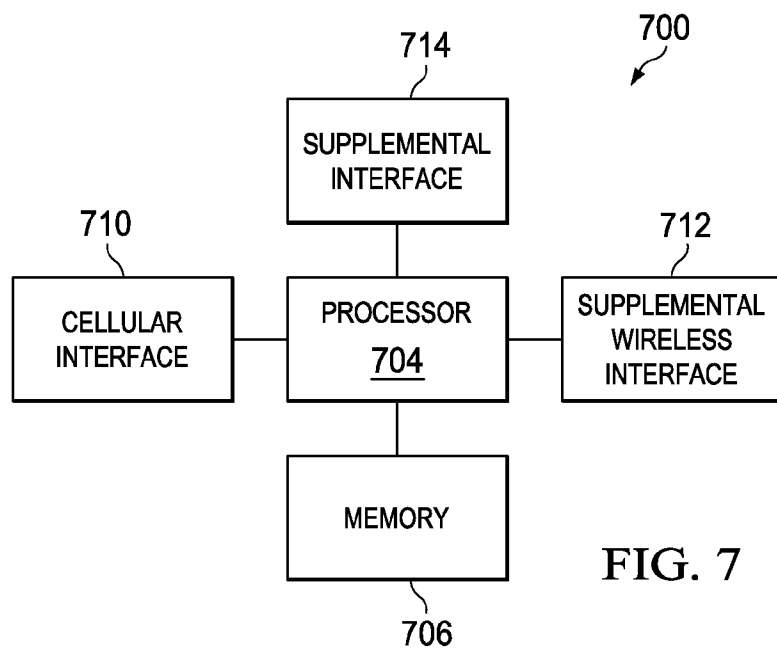 700
714
SUPPLEMENTAL
INTERFACE
710
712
CELLULAR
INTERFACE
PROCESSOR
704
SUPPLEMENTAL
WIRELESS
INTERFACE
MEMORY
706
FIG. 7